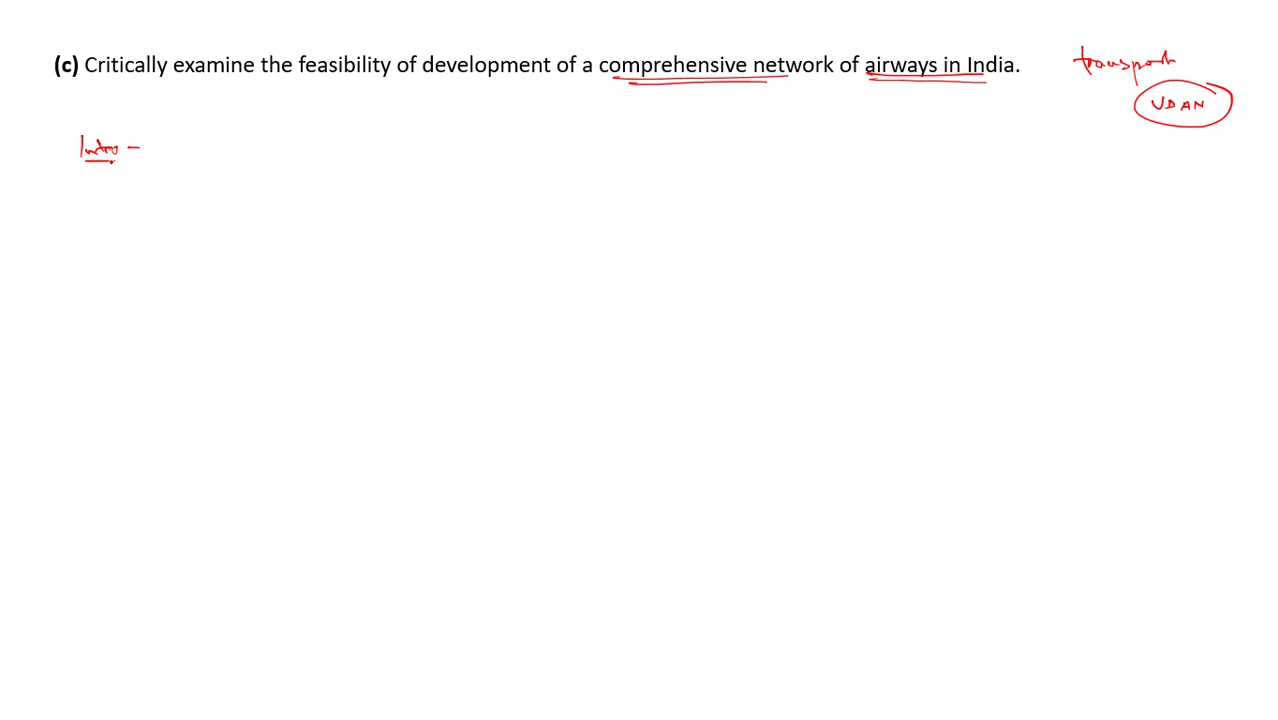 (c) Critically examine the feasibility of development of a comprehensive network of airways in India.
transport
UDAN
Intro -